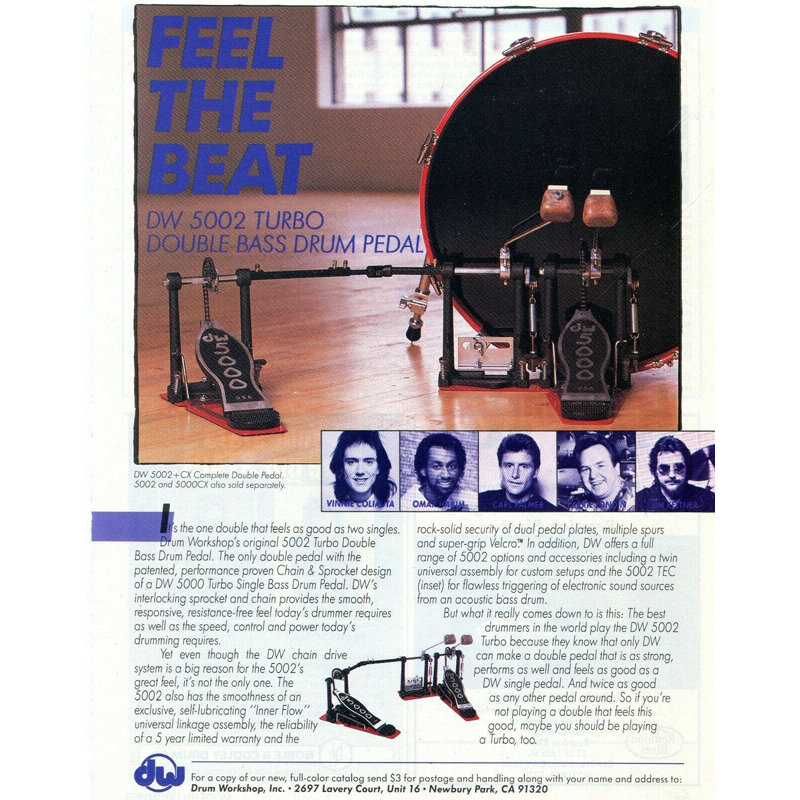 FEEL
THE
BEAT
DW 5002 TURBO
DOUBLE BASS DRUM PEDAL
DW 5000
USA
DW 5000
USA
DW 5002+CX Complete Double Pedal.
5002 and 5000CX also sold separately.
VINNIE COLIAUTA
OMAR HAKIM
CARL PALMER
It's the one double that feels as good as two singles.
Drum Workshop's original 5002 Turbo Double
Bass Drum Pedal. The only double pedal with the
patented, performance proven Chain & Sprocket design
of a DW 5000 Turbo Single Bass Drum Pedal. DW's
interlocking sprocket and chain provides the smooth,
responsive, resistance-free feel today's drummer requires
as well as the speed, control and power today's
drumming requires.
Yet even though the DW chain drive
system is a big reason for the 5002's
great feel, it's not the only one. The
5002 also has the smoothness of an
exclusive, self-lubricating "Inner Flow"
universal linkage assembly, the reliability
of a 5 year limited warranty and the
rock-solid security of dual pedal plates, multiple spurs
and super-grip Velcro.™ In addition, DW offers a full
range of 5002 options and accessories including a twin
universal assembly for custom setups and the 5002 TEC
(inset) for flawless triggering of electronic sound sources
from an acoustic bass drum.
But what it really comes down to is this: The best
drummers in the world play the DW 5002
Turbo because they know that only DW
can make a double pedal that is as strong,
performs as well and feels as good as a
DW single pedal. And twice as good
as any other pedal around. So if you're
not playing a double that feels this
good, maybe you should be playing
a Turbo, too.
dw
For a copy of our new, full-color catalog send $3 for postage and handling along with your name and address to:
Drum Workshop, Inc. • 2697 Lavery Court, Unit 16 • Newbury Park, CA 91320